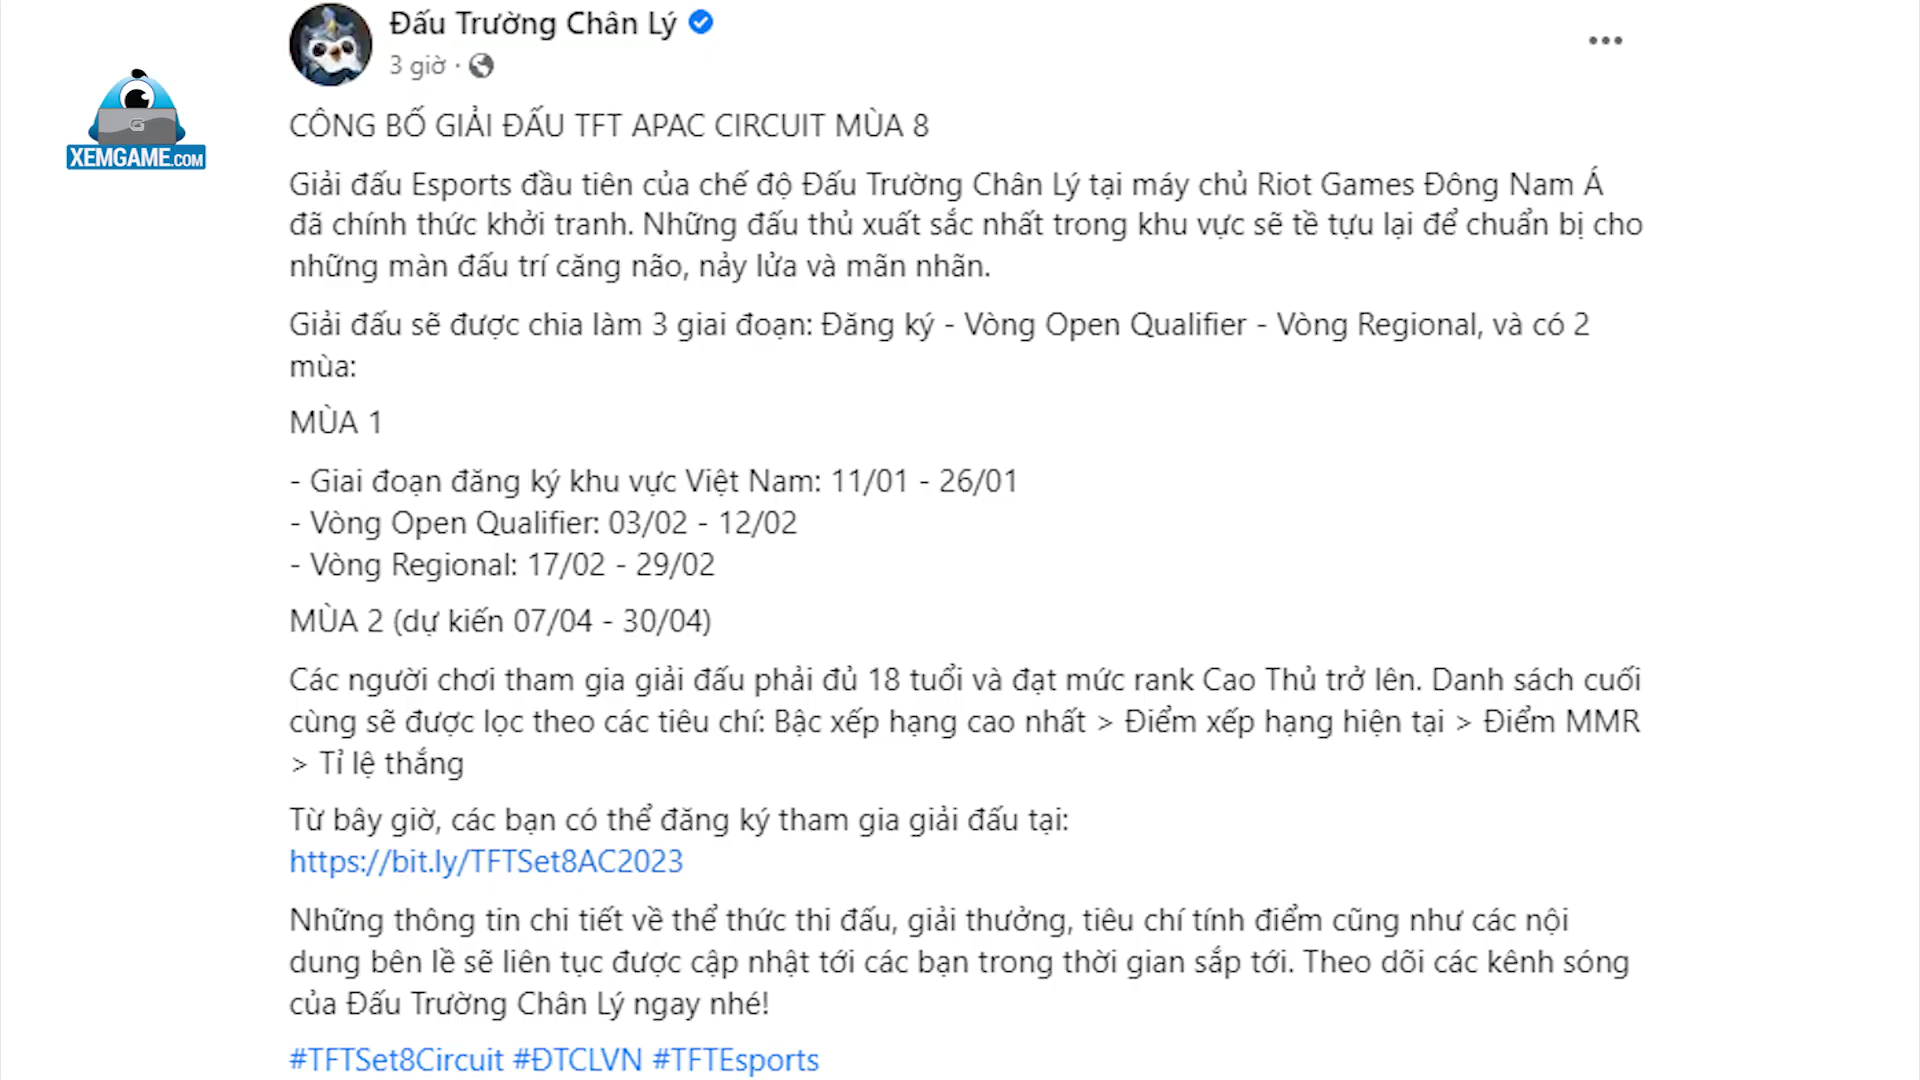 Đấu Trường Chân Lý
3 giờ ·
XEMGAME.COM
CÔNG BỐ GIẢI ĐẤU TFT APAC CIRCUIT MÙA 8
Giải đấu Esports đầu tiên của chế độ Đấu Trường Chân Lý tại máy chủ Riot Games Đông Nam Á
đã chính thức khởi tranh. Những đấu thủ xuất sắc nhất trong khu vực sẽ tề tựu lại để chuẩn bị cho
những màn đấu trí căng não, nảy lửa và mãn nhãn.
Giải đấu sẽ được chia làm 3 giai đoạn: Đăng ký - Vòng Open Qualifier - Vòng Regional, và có 2
mùa:
MÙA 1
- Giai đoạn đăng ký khu vực Việt Nam: 11/01 - 26/01
- Vòng Open Qualifier: 03/02 - 12/02
- Vòng Regional: 17/02 - 29/02
MÙA 2 (dự kiến 07/04 - 30/04)
Các người chơi tham gia giải đấu phải đủ 18 tuổi và đạt mức rank Cao Thủ trở lên. Danh sách cuối
cùng sẽ được lọc theo các tiêu chí: Bậc xếp hạng cao nhất > Điểm xếp hạng hiện tại > Điểm MMR
> Tỉ lệ thắng
Từ bây giờ, các bạn có thể đăng ký tham gia giải đấu tại:
https://bit.ly/TFTSet8AC2023
Những thông tin chi tiết về thể thức thi đấu, giải thưởng, tiêu chí tính điểm cũng như các nội
dung bên lề sẽ liên tục được cập nhật tới các bạn trong thời gian sắp tới. Theo dõi các kênh sóng
của Đấu Trường Chân Lý ngay nhé!
#TFTSet8Circuit #ĐTCLVN #TFTEsports